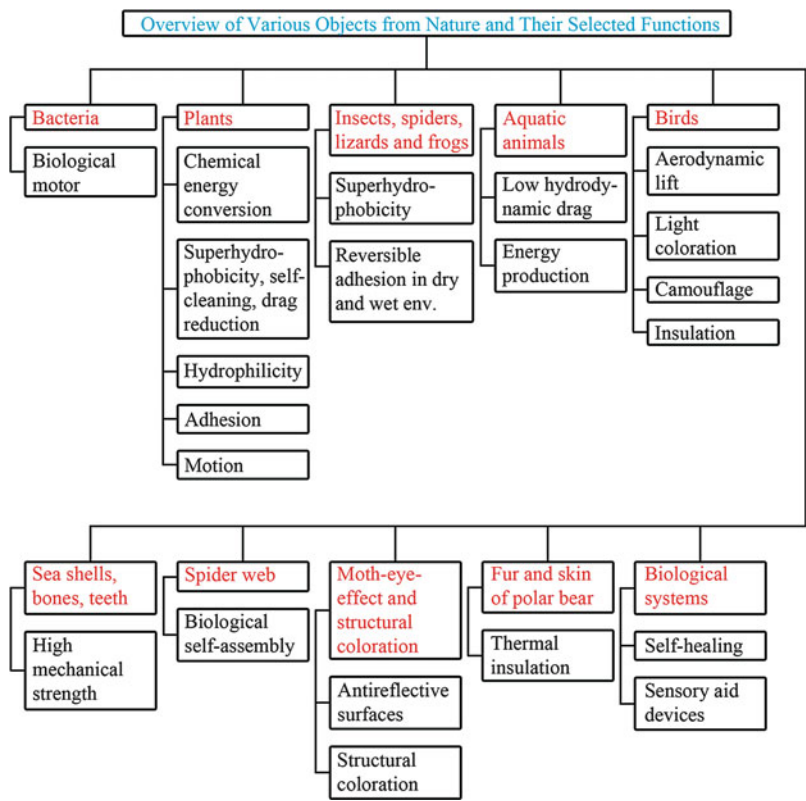 Overview of Various Objects from Nature and Their Selected Functions
Bacteria
Biological
motor
Plants
Chemical
energy
conversion
Superhydro-
phobicity, self-
cleaning, drag
reduction
Hydrophilicity
Adhesion
Motion
Insects, spiders,
lizards and frogs
Superhydro-
phobicity
Reversible
adhesion in dry
and wet env.
Aquatic
animals
Low hydrody-
namic drag
Energy
production
Birds
Aerodynamic
lift
Light
coloration
Camouflage
Insulation
Sea shells,
bones, teeth
High
mechanical
strength
Spider web
Biological
self-assembly
Moth-eye-
effect and
structural
coloration
Antireflective
surfaces
Structural
coloration
Fur and skin
of polar bear
Thermal
insulation
Biological
systems
Self-healing
Sensory aid
devices